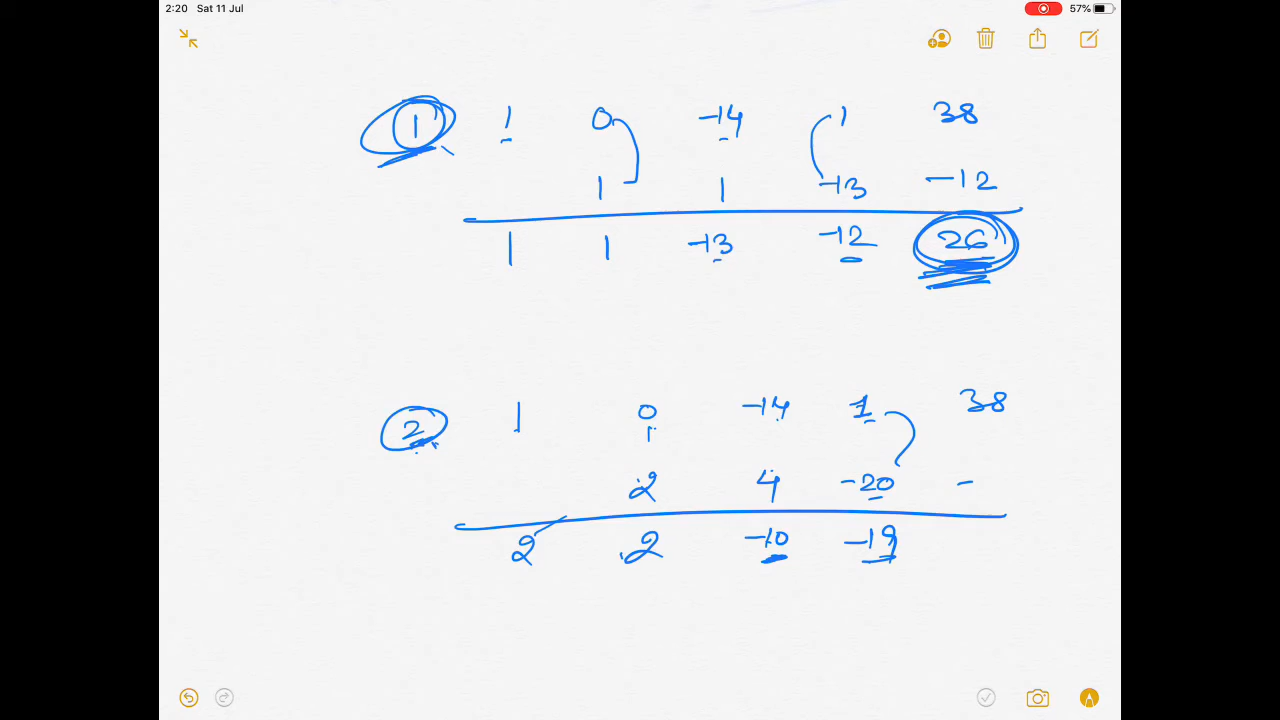 2:20 Sat 11 Jul 57%
1 1 0 -14 1 38
1 1 -13 -12
1 1 -13 -12 26
2 1 0 -14 1 38
2 4 -20 -
2 2 -10 -19